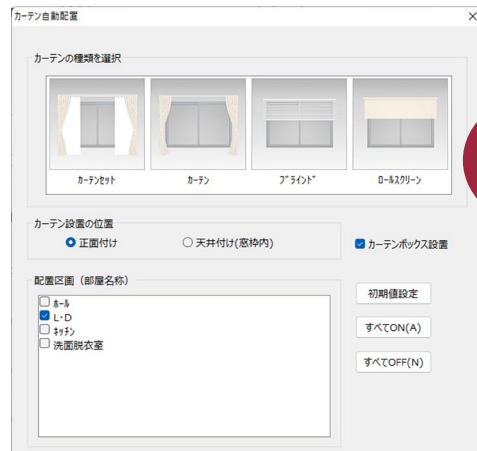 カーテン自動配置
カーテンの種類を選択
カーテンセット カーテン ブラインド ロールスクリーン
カーテン設置の位置
正面付け 天井付け(窓枠内) カーテンボックス設置
配置区画（部屋名称）
ホール
L・D
キッチン
洗面脱衣室
初期値設定
すべてON(A)
すべてOFF(N)